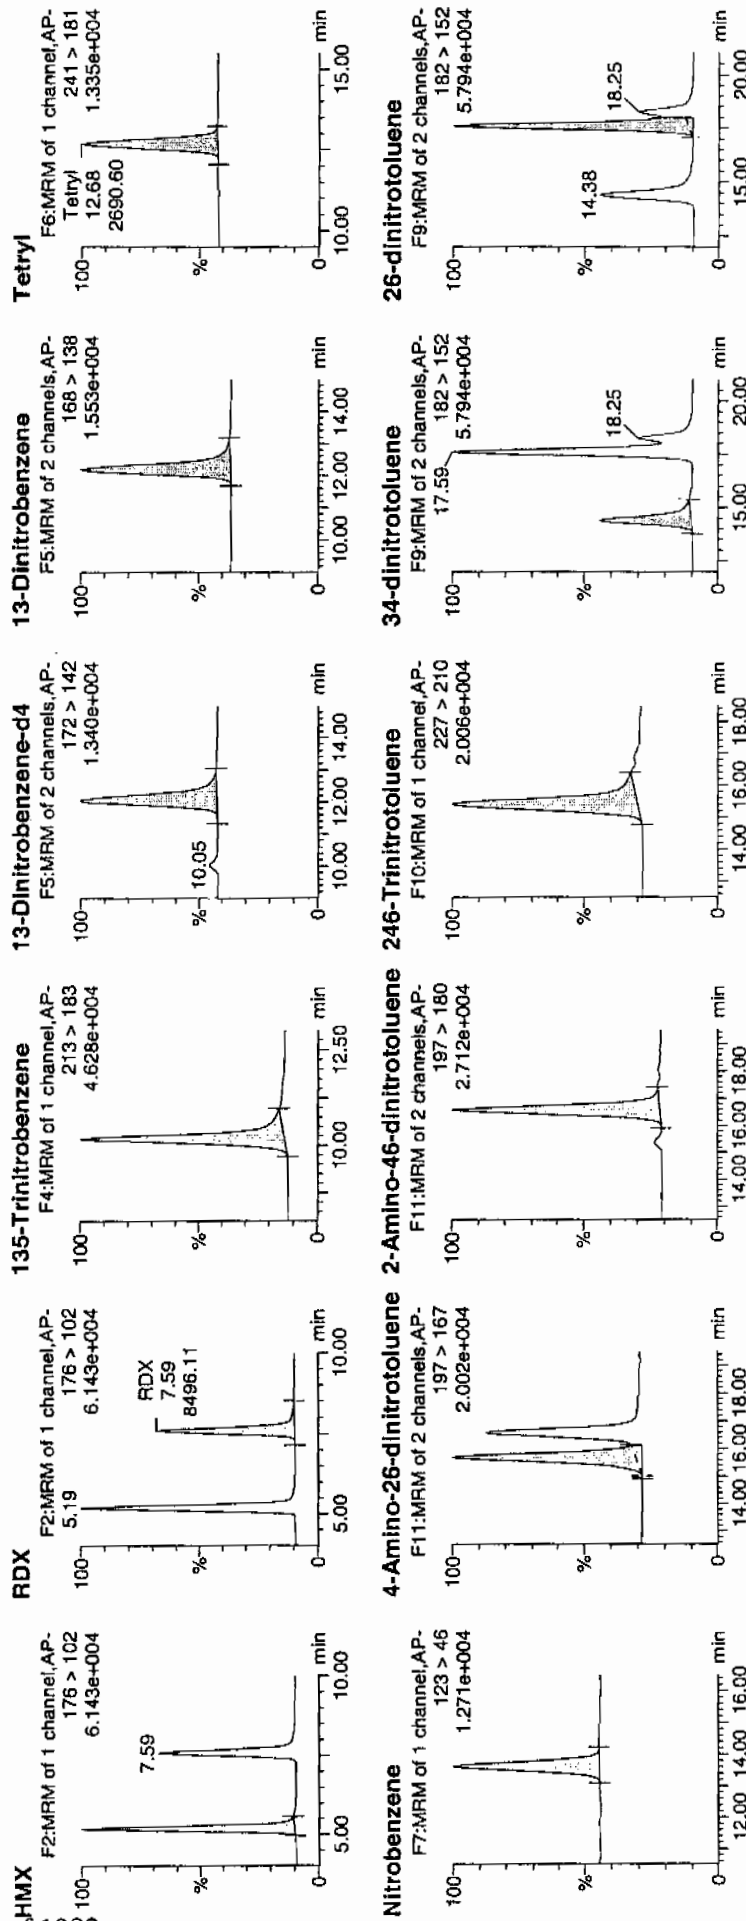 HMX
F2:MRM of 1 channel,AP-
176 > 102
6.143e+004
100
7.59
%
0
5.00 10.00 min
RDX
F2:MRM of 1 channel,AP-
5.19 176 > 102
6.143e+004
100
RDX
7.59
8496.11
%
0
5.00 10.00 min
135-Trinitrobenzene
F4:MRM of 1 channel,AP-
213 > 183
4.628e+004
100
%
0
10.00 12.50 min
13-Dinitrobenzene-d4
F5:MRM of 2 channels,AP-
172 > 142
1.340e+004
100
%
10.05
0
10.00 12.00 14.00 min
13-Dinitrobenzene
F5:MRM of 2 channels,AP-
168 > 138
1.553e+004
100
%
0
10.00 12.00 14.00 min
Tetryl
F6:MRM of 1 channel,AP-
Tetryl 241 > 181
12.68 1.335e+004
2690.60
100
%
0
10.00 15.00 min
Nitrobenzene
F7:MRM of 1 channel,AP-
123 > 46
1.271e+004
100
%
0
12.00 14.00 16.00 min
4-Amino-26-dinitrotoluene
F11:MRM of 2 channels,AP-
197 > 167
2.002e+004
100
%
0
14.00 16.00 18.00 min
2-Amino-46-dinitrotoluene
F11:MRM of 2 channels,AP-
197 > 180
2.712e+004
100
%
0
14.00 16.00 18.00 min
246-Trinitrotoluene
F10:MRM of 1 channel,AP-
227 > 210
2.006e+004
100
%
0
14.00 16.00 18.00 min
34-dinitrotoluene
F9:MRM of 2 channels,AP-
17.59 182 > 152
5.794e+004
100
18.25
%
0
15.00 20.00 min
26-dinitrotoluene
F9:MRM of 2 channels,AP-
182 > 152
5.794e+004
100
14.38 18.25
%
0
15.00 20.00 min